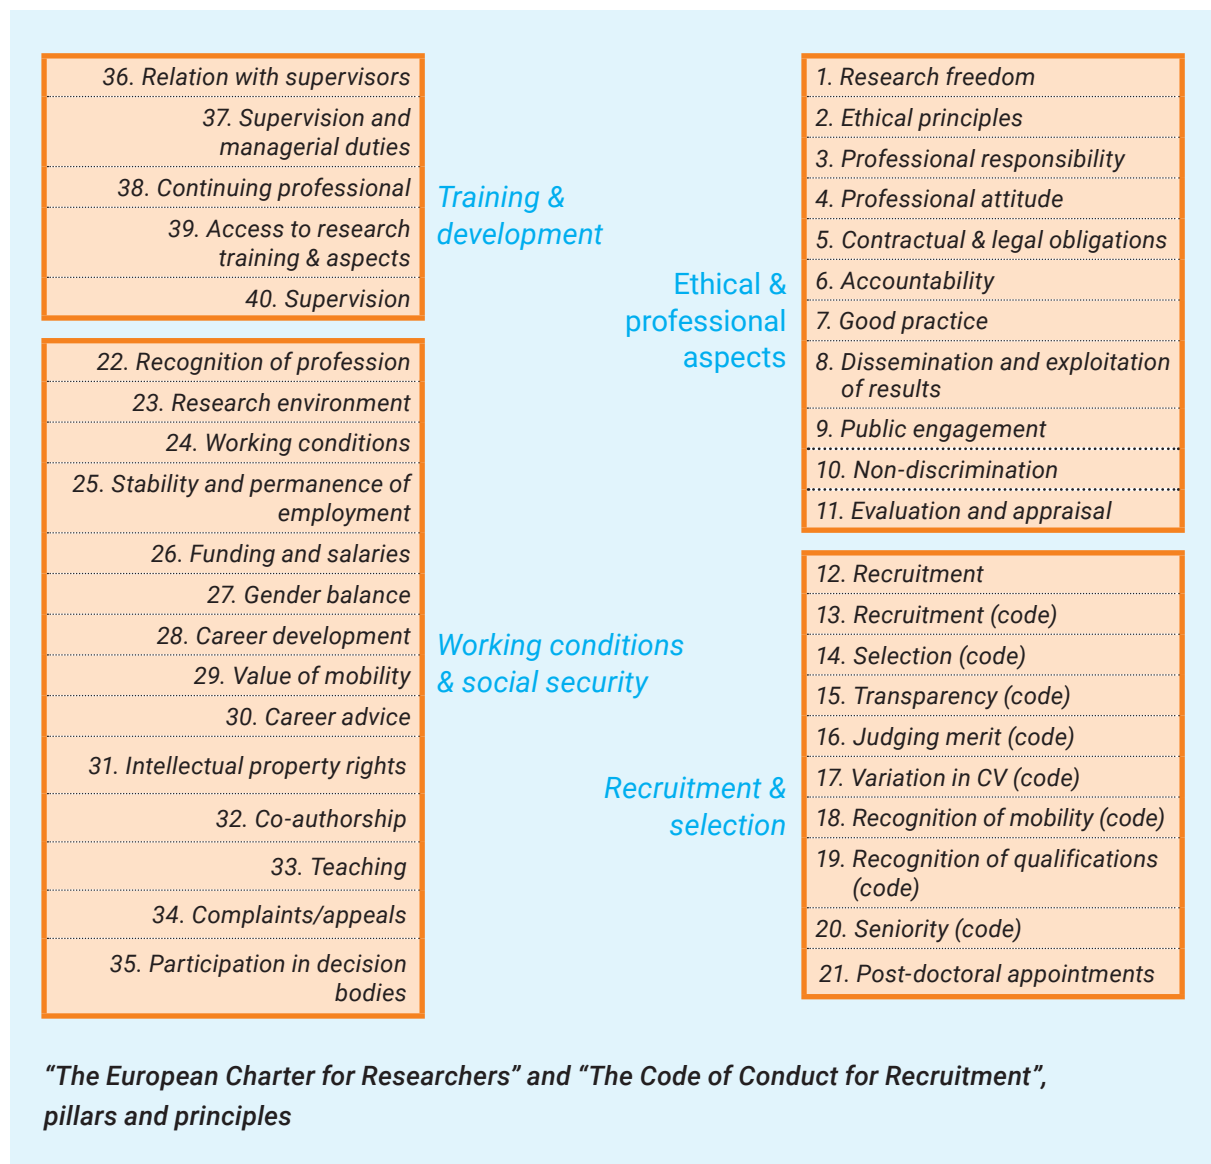 36. Relation with supervisors
37. Supervision and
managerial duties
38. Continuing professional
39. Access to research
training & aspects
40. Supervision
Training &
development
22. Recognition of profession
23. Research environment
24. Working conditions
25. Stability and permanence of
employment
26. Funding and salaries
27. Gender balance
28. Career development
29. Value of mobility
30. Career advice
31. Intellectual property rights
32. Co-authorship
33. Teaching
34. Complaints/appeals
35. Participation in decision
bodies
Working conditions
& social security
Ethical &
professional
aspects
1. Research freedom
2. Ethical principles
3. Professional responsibility
4. Professional attitude
5. Contractual & legal obligations
6. Accountability
7. Good practice
8. Dissemination and exploitation
of results
9. Public engagement
10. Non-discrimination
11. Evaluation and appraisal
Recruitment &
selection
12. Recruitment
13. Recruitment (code)
14. Selection (code)
15. Transparency (code)
16. Judging merit (code)
17. Variation in CV (code)
18. Recognition of mobility (code)
19. Recognition of qualifications
(code)
20. Seniority (code)
21. Post-doctoral appointments
“The European Charter for Researchers” and “The Code of Conduct for Recruitment”,
pillars and principles